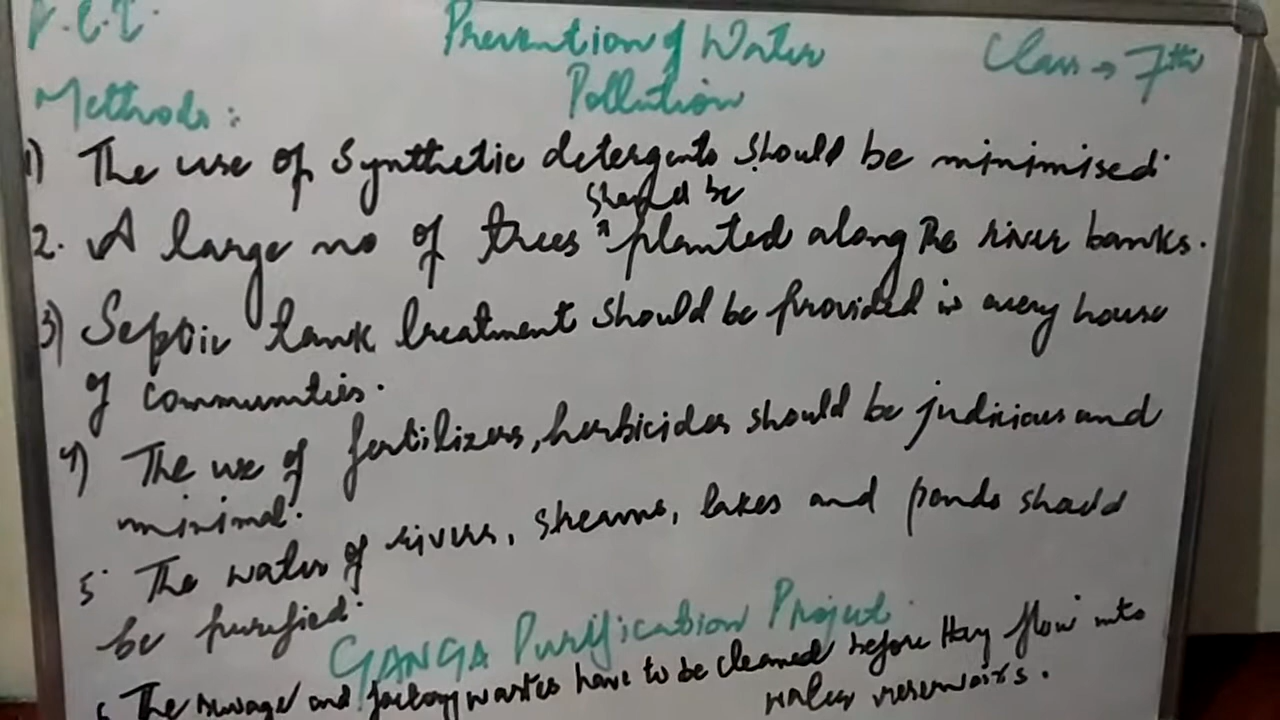 P.C.C.
Prevention of Water
Pollution
Class → 7th
Methods:
1) The use of Synthetic detergents should be minimised.
should be
2. A large no of trees ^ planted along the river banks.
3) Septic tank treatment should be provided in every house
of communities.
4) The use of fertilizers, herbicides should be judicious and
minimal.
5. The water of rivers, streams, lakes and ponds should
be purified.
GANGA Purification Project.
6 The sewage and factory wastes have to be cleaned before they flow into
water reservoirs.